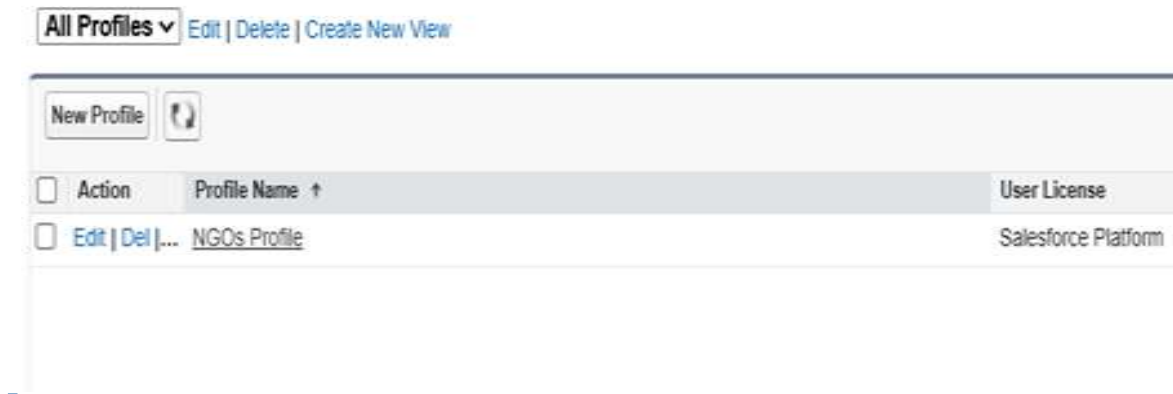 All Profiles Edit | Delete | Create New View
New Profile
Action Profile Name ↑ User License
Edit | Del |... NGOs Profile Salesforce Platform